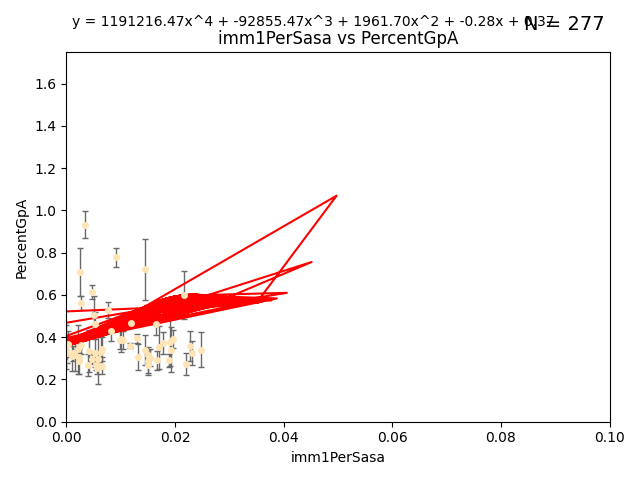 y = 1191216.47x^4 + -92855.47x^3 + 1961.70x^2 + -0.28x + 0.37
N = 277
imm1PerSasa vs PercentGpA
PercentGpA
1.6
1.4
1.2
1.0
0.8
0.6
0.4
0.2
0.0
0.00 0.02 0.04 0.06 0.08 0.10
imm1PerSasa